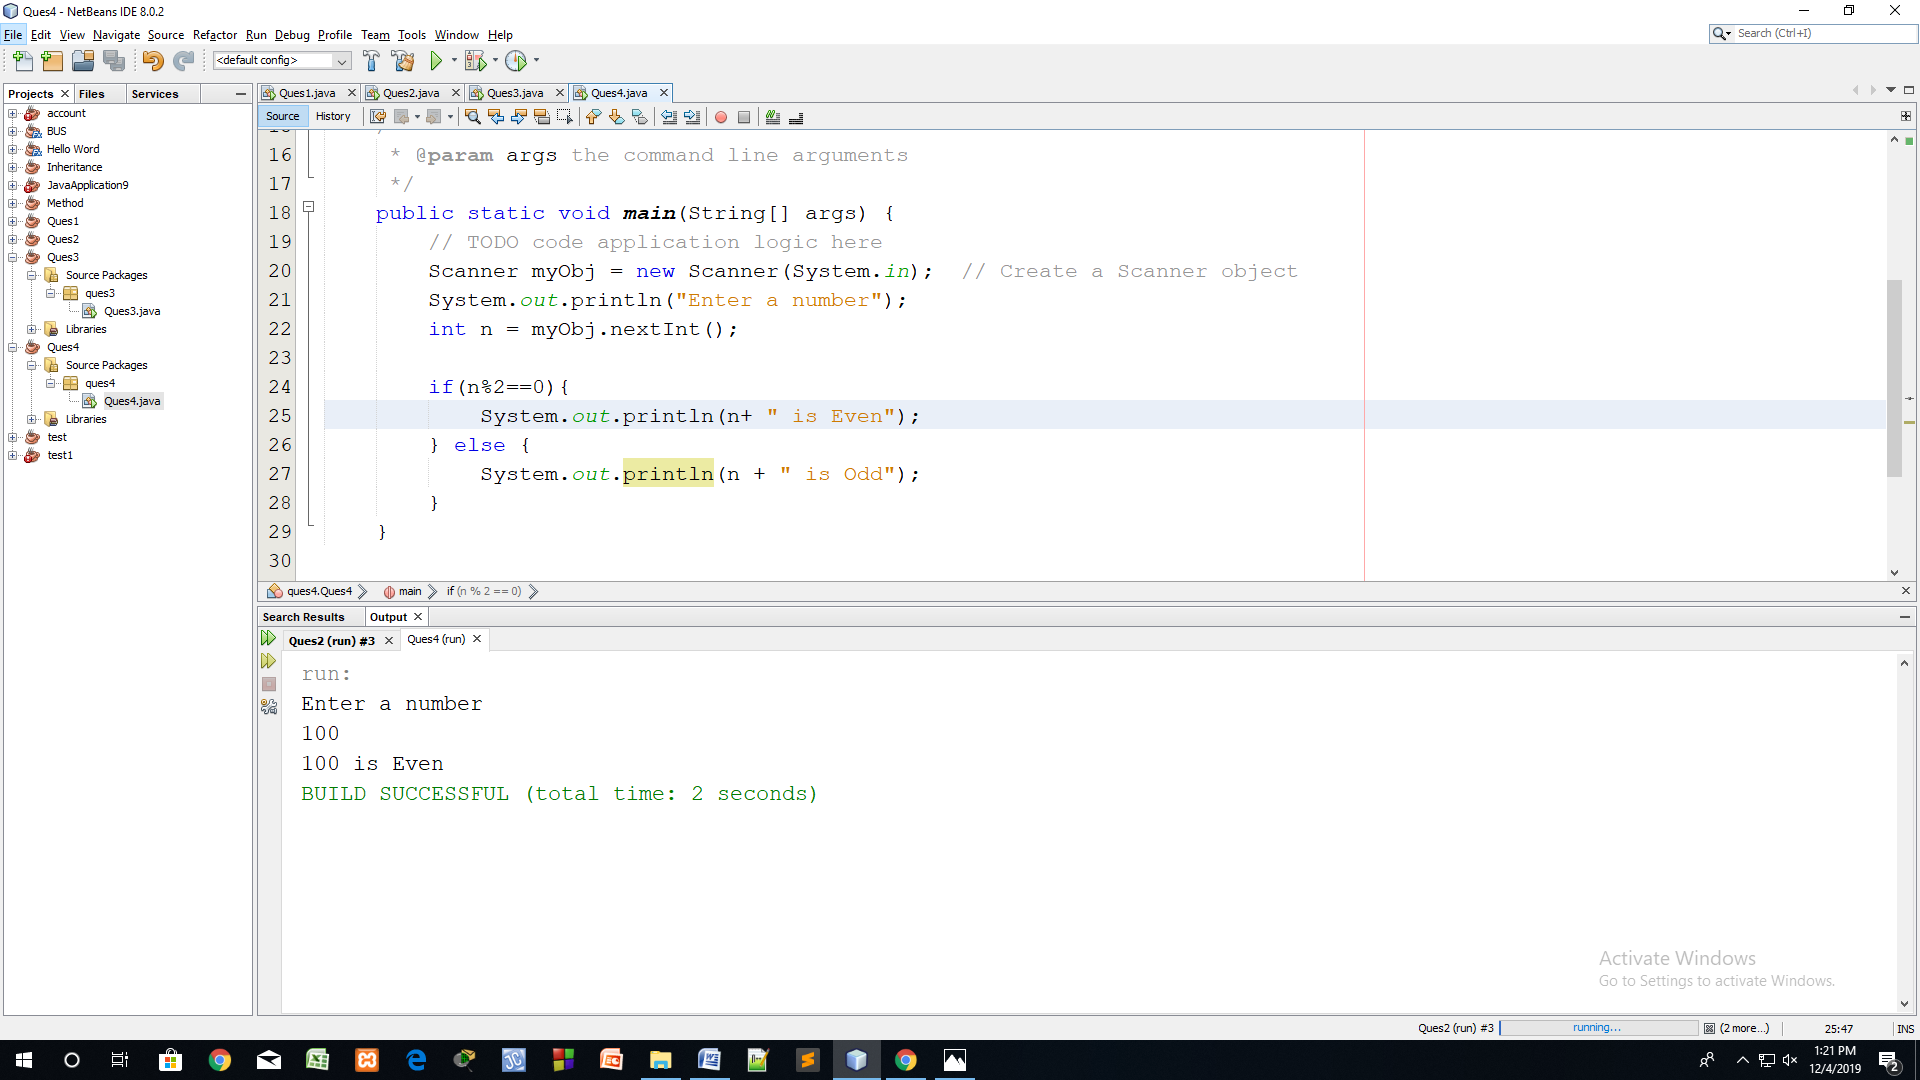 Ques4 - NetBeans IDE 8.0.2
File Edit View Navigate Source Refactor Run Debug Profile Team Tools Window Help
Search (Ctrl+I)
<default config>
Projects Files Services
Ques1.java Ques2.java Ques3.java Ques4.java
Source History
account
BUS
Hello Word
Inheritance
JavaApplication9
Method
Ques1
Ques2
Ques3
Source Packages
ques3
Ques3.java
Libraries
Ques4
Source Packages
ques4
Ques4.java
Libraries
test
test1
16 * @param args the command line arguments
17 */
18 public static void main(String[] args) {
19 // TODO code application logic here
20 Scanner myObj = new Scanner(System.in); // Create a Scanner object
21 System.out.println("Enter a number");
22 int n = myObj.nextInt();
23
24 if(n%2==0){
25 System.out.println(n+ " is Even");
26 } else {
27 System.out.println(n + " is Odd");
28 }
29 }
30
ques4.Ques4 main if (n % 2 == 0)
Search Results Output
Ques2 (run) #3 Ques4 (run)
run:
Enter a number
100
100 is Even
BUILD SUCCESSFUL (total time: 2 seconds)
Activate Windows
Go to Settings to activate Windows.
Ques2 (run) #3 running... (2 more...) 25:47 INS
1:21 PM
12/4/2019
2